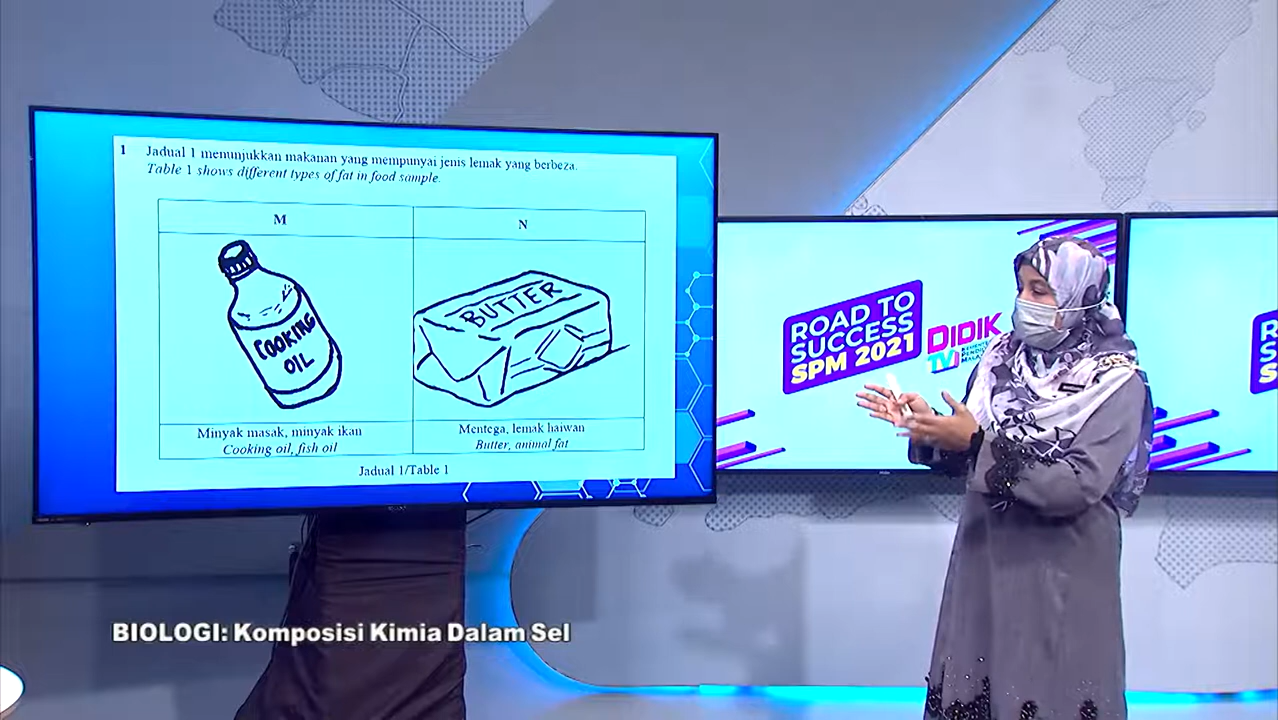 1 Jadual 1 menunjukkan makanan yang mempunyai jenis lemak yang berbeza.
Table 1 shows different types of fat in food sample.
M
N
COOKING
OIL
BUTTER
Minyak masak, minyak ikan
Cooking oil, fish oil
Mentega, lemak haiwan
Butter, animal fat
Jadual 1/Table 1
ROAD TO
SUCCESS
SPM 2021
DIDIK
TV
BIOLOGI: Komposisi Kimia Dalam Sel